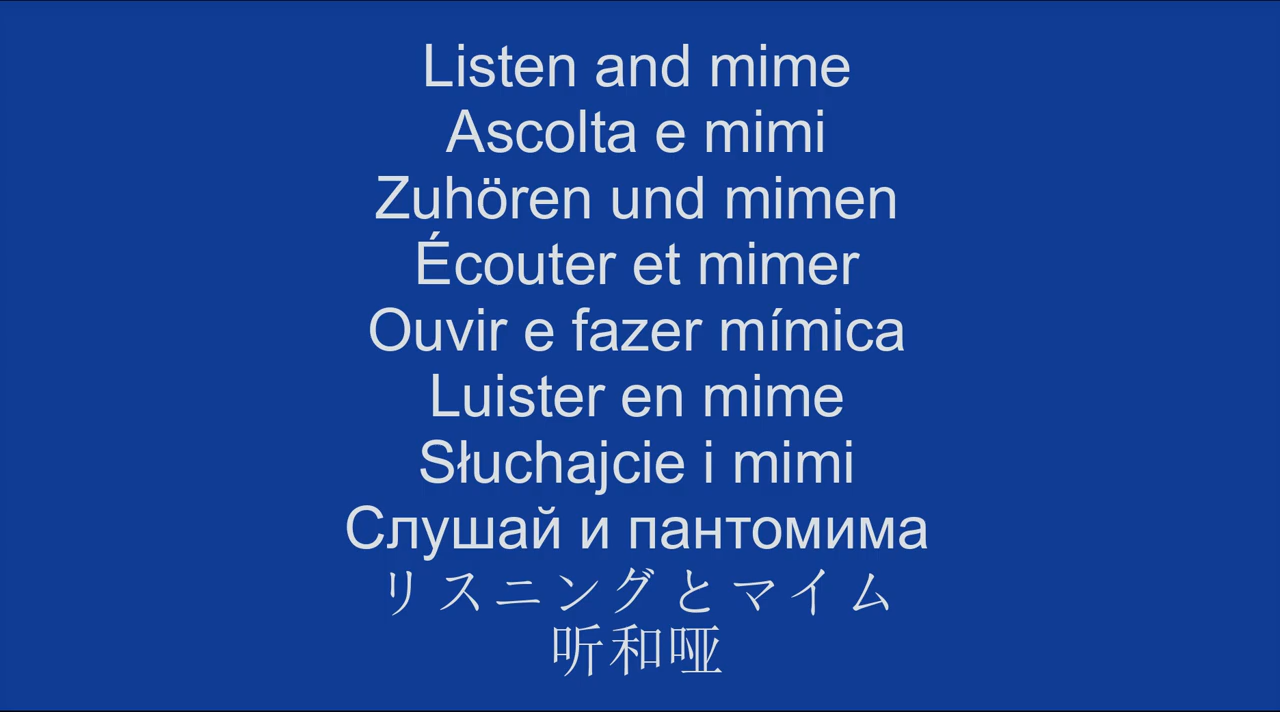 Listen and mime
Ascolta e mimi
Zuhören und mimen
Écouter et mimer
Ouvir e fazer mímica
Luister en mime
Słuchajcie i mimi
Слушай и пантомима
リスニングとマイム
听和哑